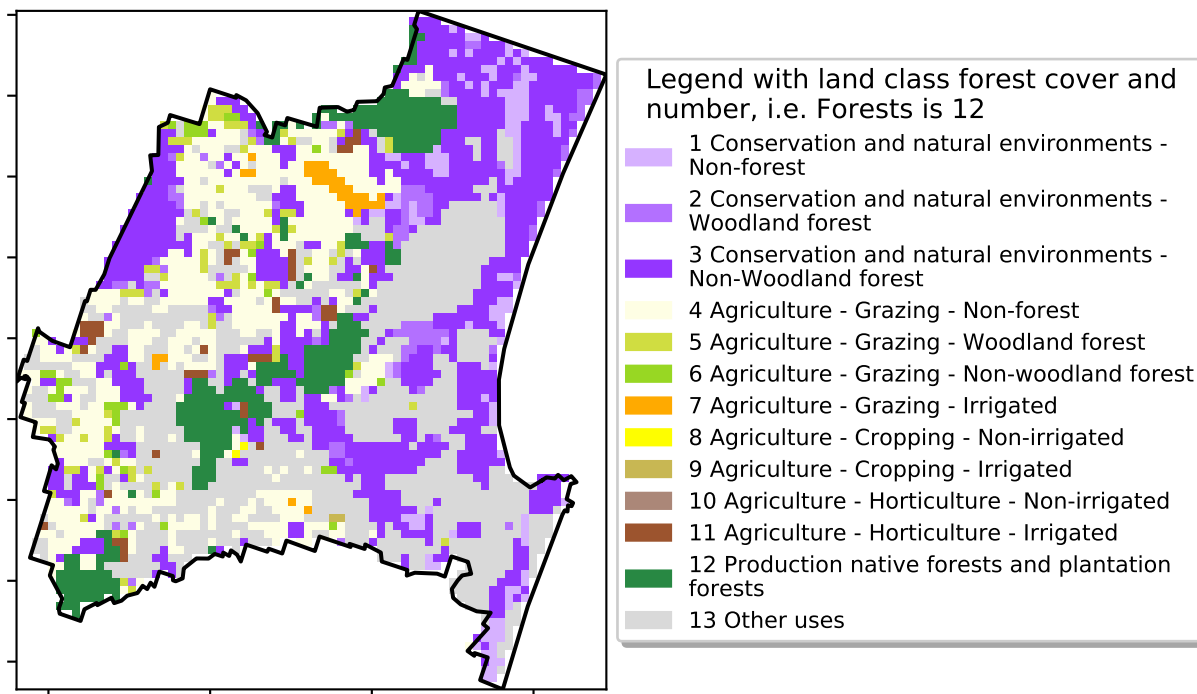 Legend with land class forest cover and
number, i.e. Forests is 12
1 Conservation and natural environments -
Non-forest
2 Conservation and natural environments -
Woodland forest
3 Conservation and natural environments -
Non-Woodland forest
4 Agriculture - Grazing - Non-forest
5 Agriculture - Grazing - Woodland forest
6 Agriculture - Grazing - Non-woodland forest
7 Agriculture - Grazing - Irrigated
8 Agriculture - Cropping - Non-irrigated
9 Agriculture - Cropping - Irrigated
10 Agriculture - Horticulture - Non-irrigated
11 Agriculture - Horticulture - Irrigated
12 Production native forests and plantation
forests
13 Other uses